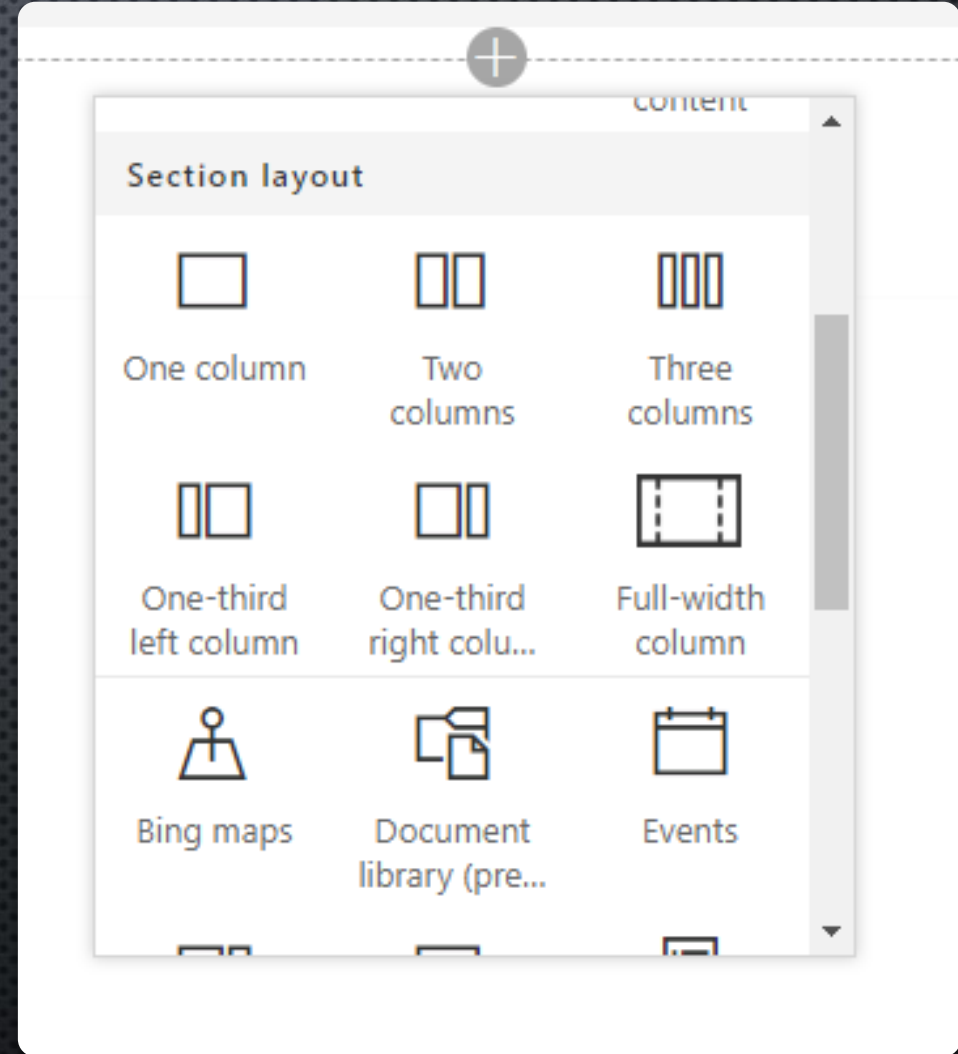 content
Section layout
One column
Two
columns
Three
columns
One-third
left column
One-third
right colu...
Full-width
column
Bing maps
Document
library (pre...
Events